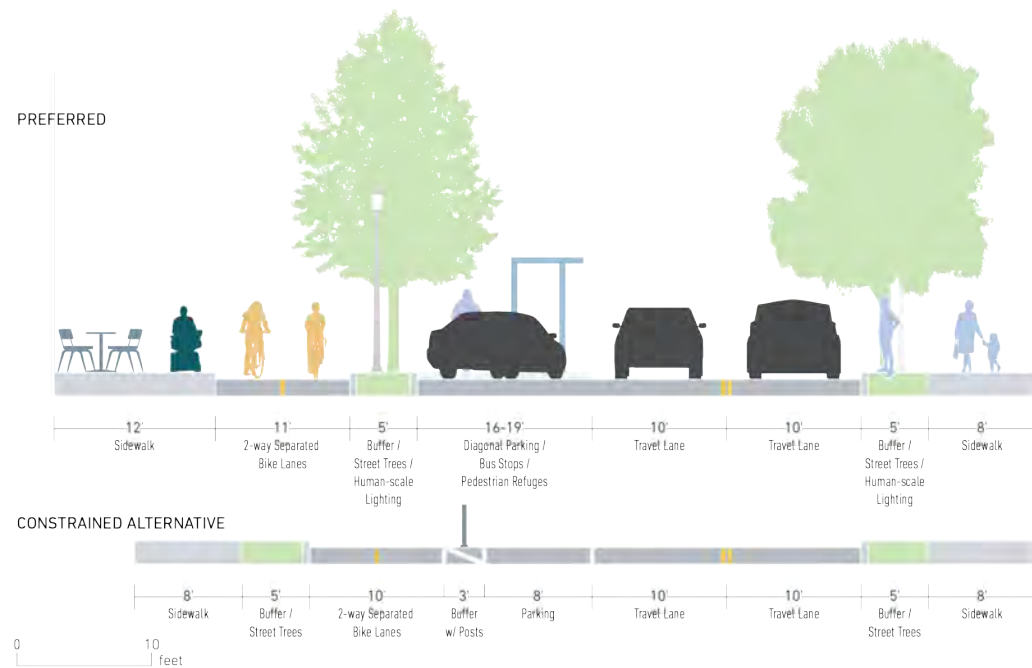 PREFERRED
12'
Sidewalk
11'
2-way Separated
Bike Lanes
5'
Buffer /
Street Trees /
Human-scale
Lighting
16-19'
Diagonal Parking /
Bus Stops /
Pedestrian Refuges
10'
Travel Lane
10'
Travel Lane
5'
Buffer /
Street Trees /
Human-scale
Lighting
8'
Sidewalk
CONSTRAINED ALTERNATIVE
8'
Sidewalk
5'
Buffer /
Street Trees
10'
2-way Separated
Bike Lanes
3'
Buffer
w/ Posts
8'
Parking
10'
Travel Lane
10'
Travel Lane
5'
Buffer /
Street Trees
8'
Sidewalk
0 10
feet